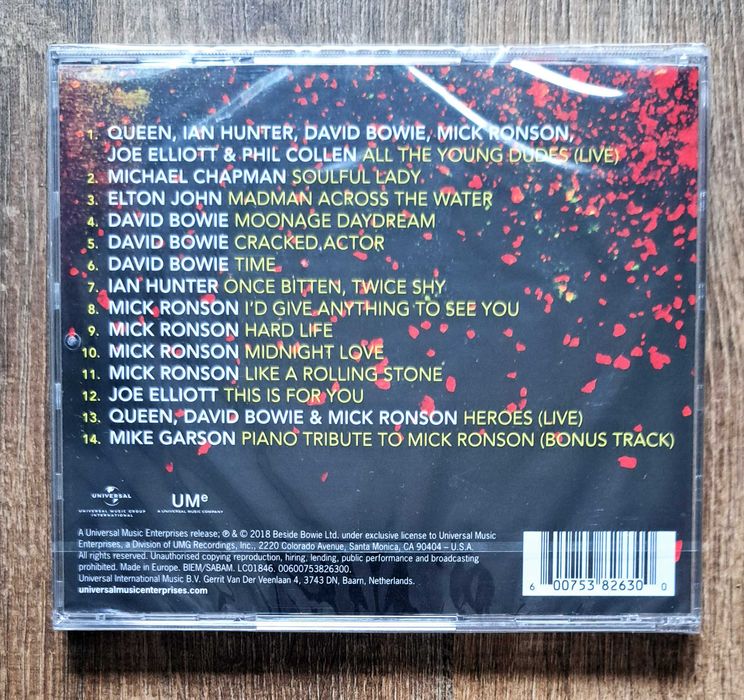 1. QUEEN, IAN HUNTER, DAVID BOWIE, MICK RONSON,
JOE ELLIOTT & PHIL COLLEN ALL THE YOUNG DUDES (LIVE)
2. MICHAEL CHAPMAN SOULFUL LADY
3. ELTON JOHN MADMAN ACROSS THE WATER
4. DAVID BOWIE MOONAGE DAYDREAM
5. DAVID BOWIE CRACKED ACTOR
6. DAVID BOWIE TIME
7. IAN HUNTER ONCE BITTEN, TWICE SHY
8. MICK RONSON I'D GIVE ANYTHING TO SEE YOU
9. MICK RONSON HARD LIFE
10. MICK RONSON MIDNIGHT LOVE
11. MICK RONSON LIKE A ROLLING STONE
12. JOE ELLIOTT THIS IS FOR YOU
13. QUEEN, DAVID BOWIE & MICK RONSON HEROES (LIVE)
14. MIKE GARSON PIANO TRIBUTE TO MICK RONSON (BONUS TRACK)
UNIVERSAL
UNIVERSAL MUSIC GROUP
INTERNATIONAL
UMe
A UNIVERSAL MUSIC COMPANY
A Universal Music Enterprises release; ℗ & © 2018 Beside Bowie Ltd. under exclusive license to Universal Music
Enterprises, a Division of UMG Recordings, Inc., 2220 Colorado Avenue, Santa Monica, CA 90404 – U.S.A.
All rights reserved. Unauthorised copying reproduction, hiring, lending, public performance and broadcasting
prohibited. Made in Europe. BIEM/SABAM. LC01846. 00600753826300.
Universal International Music B.V. Gerrit Van Der Veenlaan 4, 3743 DN, Baarn, Netherlands.
universalmusicenterprises.com
6 00753 82630 0